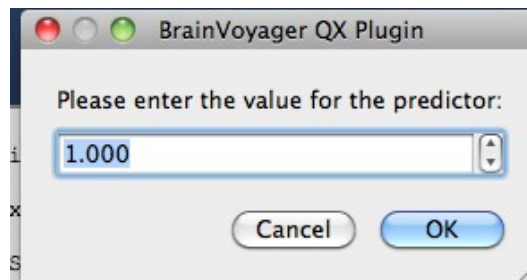 BrainVoyager QX Plugin
Please enter the value for the predictor:
i
1.000
x
Cancel OK
S